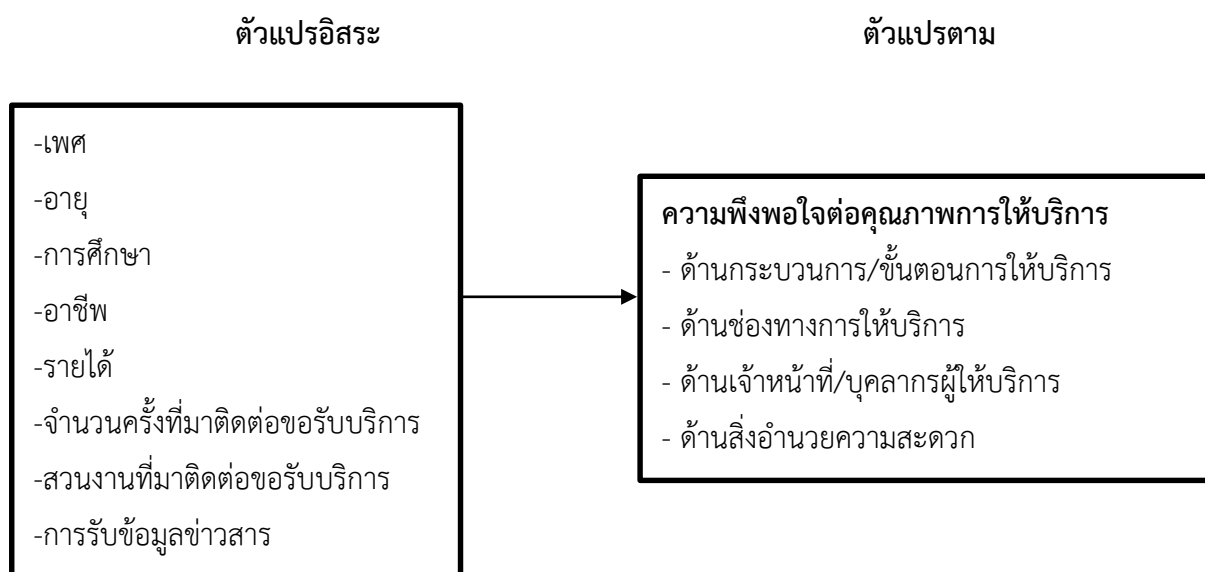 ตัวแปรอิสระ
ตัวแปรตาม
-เพศ
-อายุ
-การศึกษา
-อาชีพ
-รายได้
-จำนวนครั้งที่มาติดต่อขอรับบริการ
-สวนงานที่มาติดต่อขอรับบริการ
-การรับข้อมูลข่าวสาร
ความพึงพอใจต่อคุณภาพการให้บริการ
- ด้านกระบวนการ/ขั้นตอนการให้บริการ
- ด้านช่องทางการให้บริการ
- ด้านเจ้าหน้าที่/บุคลากรผู้ให้บริการ
- ด้านสิ่งอำนวยความสะดวก